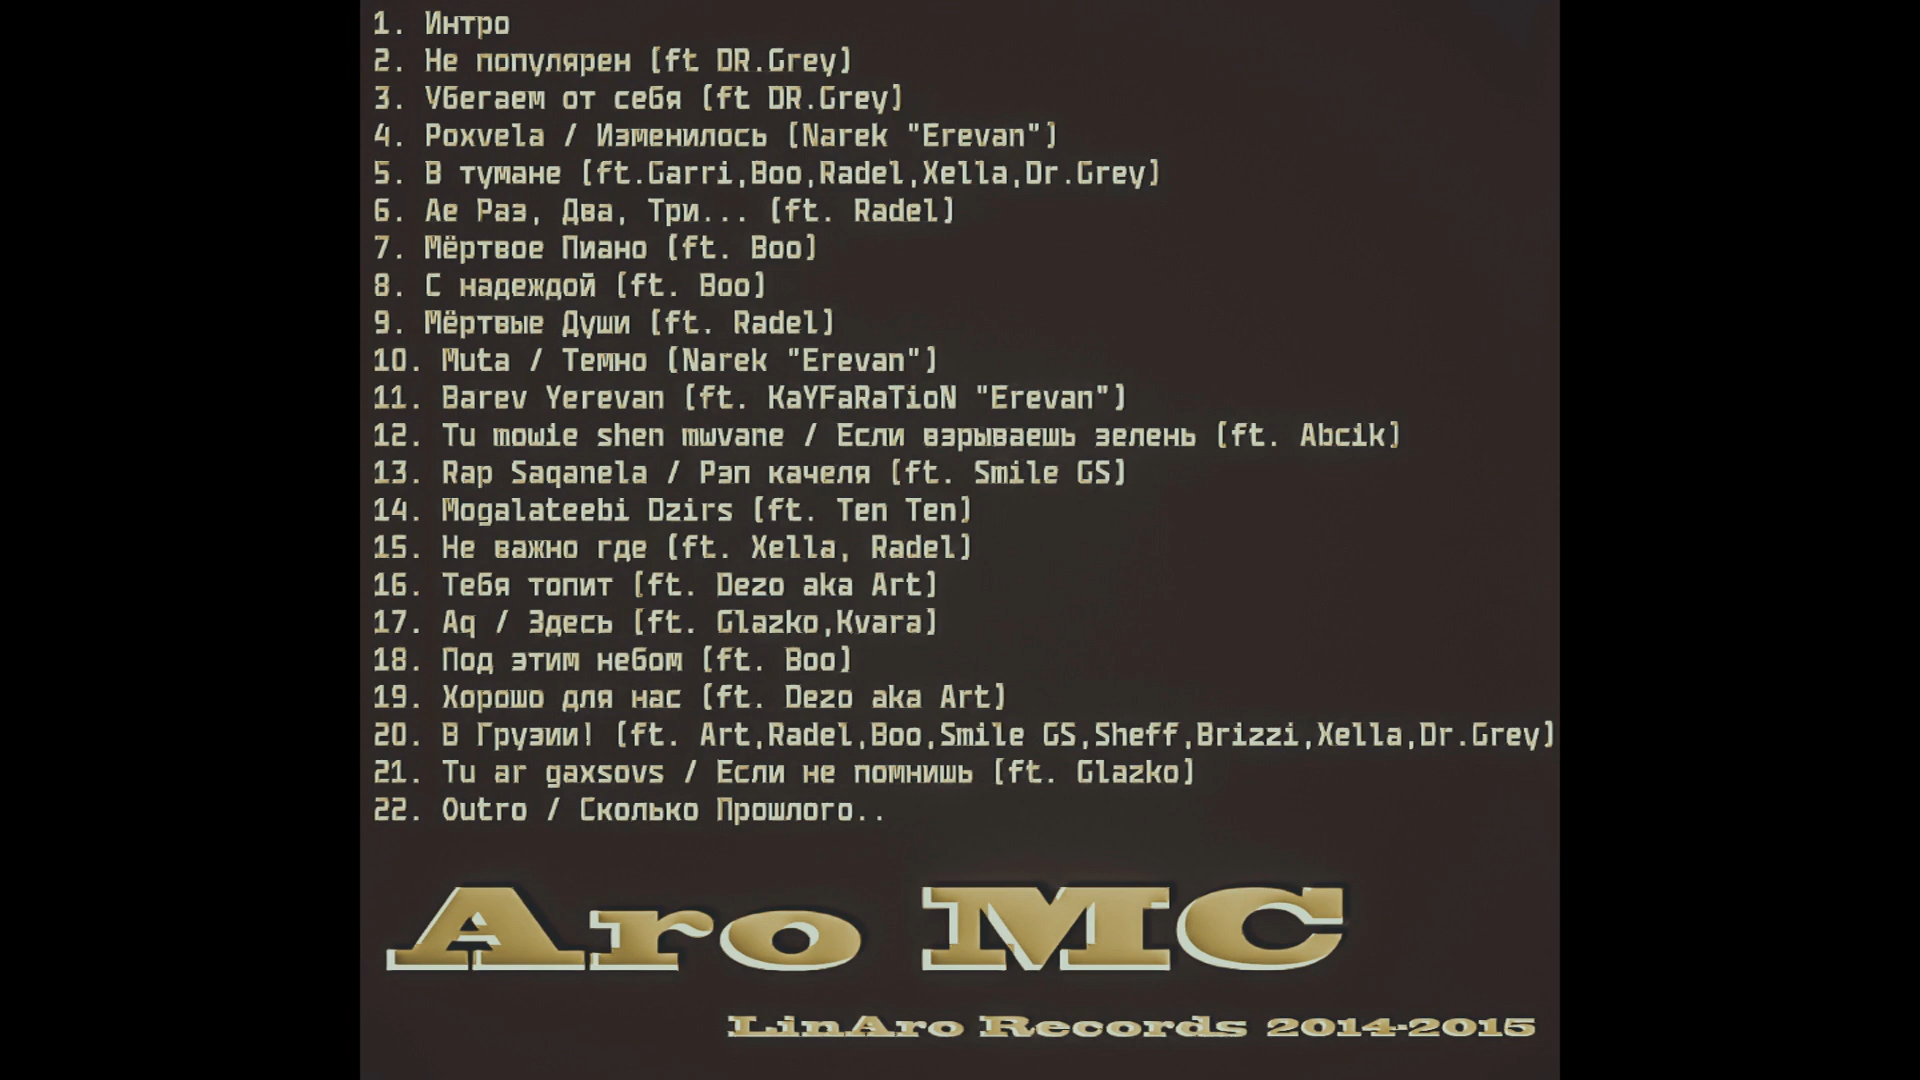 1. Интро
2. Не популярен (ft DR.Grey)
3. Убегаем от себя (ft DR.Grey)
4. Poxvela / Изменилось (Narek "Erevan")
5. В тумане (ft.Garri,Boo,Radel,Xella,Dr.Grey)
6. Ае Раз, Два, Три... (ft. Radel)
7. Мёртвое Пиано (ft. Boo)
8. С надеждой (ft. Boo)
9. Мёртвые Души (ft. Radel)
10. Muta / Темно (Narek "Erevan")
11. Barev Yerevan (ft. KaYFaRaTioN "Erevan")
12. Tu mowie shen mwvane / Если взрываешь зелень (ft. Abcik)
13. Rap Saqanela / Рэп качеля (ft. Smile GS)
14. Mogalateebi Dzirs (ft. Ten Ten)
15. Не важно где (ft. Xella, Radel)
16. Тебя топит (ft. Dezo aka Art)
17. Aq / Здесь (ft. Glazko,Kvara)
18. Под этим небом (ft. Boo)
19. Хорошо для нас (ft. Dezo aka Art)
20. В Грузии! (ft. Art,Radel,Boo,Smile GS,Sheff,Brizzi,Xella,Dr.Grey)
21. Tu ar gaxsovs / Если не помнишь (ft. Glazko)
22. Outro / Сколько Прошлого..
Aro MC
LinAro Records 2014-2015